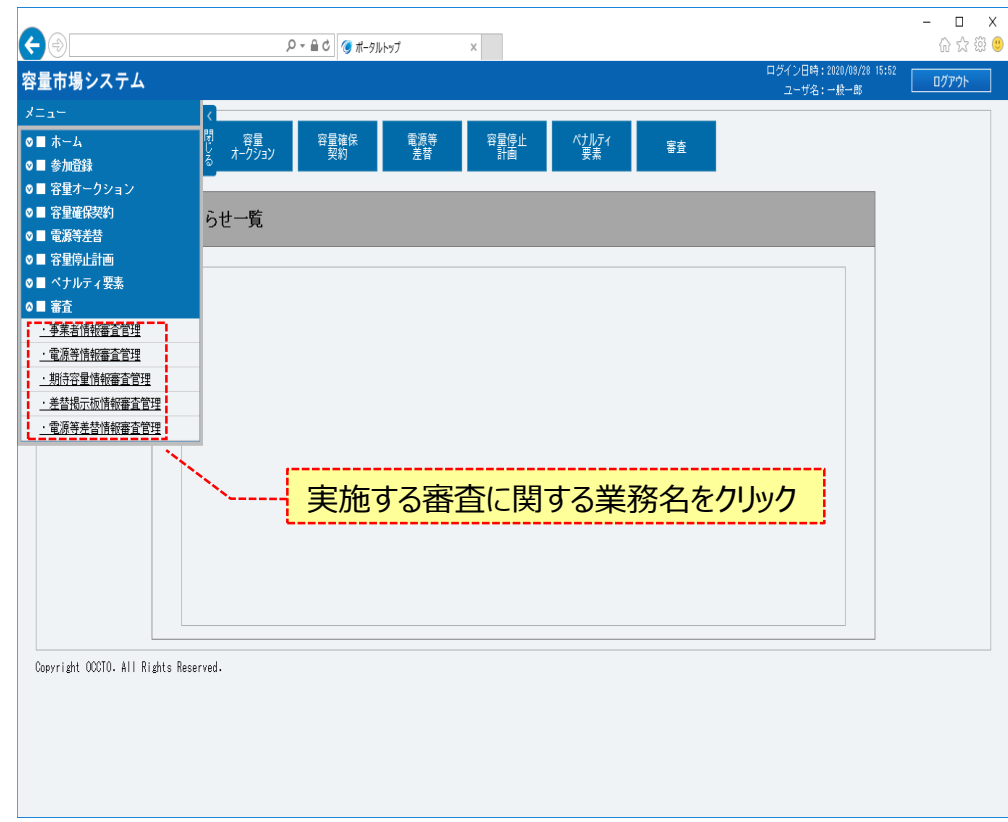 ポータルトップ
容量市場システム
ログイン日時：2020/09/28 15:52
ユーザ名：一般一郎
ログアウト
メニュー
閉じる
ホーム
参加登録
容量オークション
容量確保契約
電源等差替
容量停止計画
ペナルティ要素
審査
・事業者情報審査管理
・電源等情報審査管理
・期待容量情報審査管理
・差替掲示板情報審査管理
・電源等差替情報審査管理
容量
オークション
容量確保
契約
電源等
差替
容量停止
計画
ペナルティ
要素
審査
らせ一覧
実施する審査に関する業務名をクリック
Copyright OCCTO. All Rights Reserved.